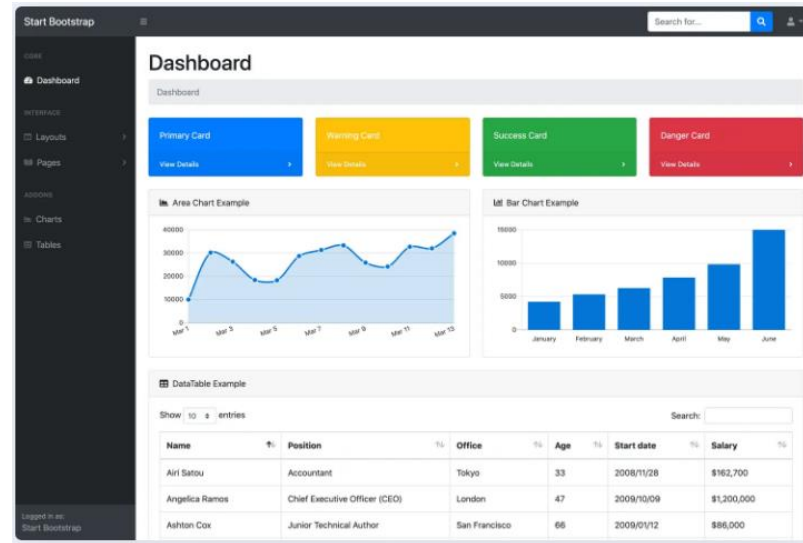 Start Bootstrap
Search for...
CORE
Dashboard
INTERFACE
Layouts
Pages
ADDONS
Charts
Tables
Logged in as:
Start Bootstrap
Dashboard
Dashboard
Primary Card
Warning Card
Success Card
Danger Card
View Details
View Details
View Details
View Details
Area Chart Example
40000
30000
20000
10000
0
Mar 1
Mar 3
Mar 5
Mar 7
Mar 9
Mar 11
Mar 13
Bar Chart Example
15000
10000
5000
0
January
February
March
April
May
June
DataTable Example
Show 10 entries
Search:
Name Position Office Age Start date Salary
Airi Satou Accountant Tokyo 33 2008/11/28 $162,700
Angelica Ramos Chief Executive Officer (CEO) London 47 2009/10/09 $1,200,000
Ashton Cox Junior Technical Author San Francisco 66 2009/01/12 $86,000